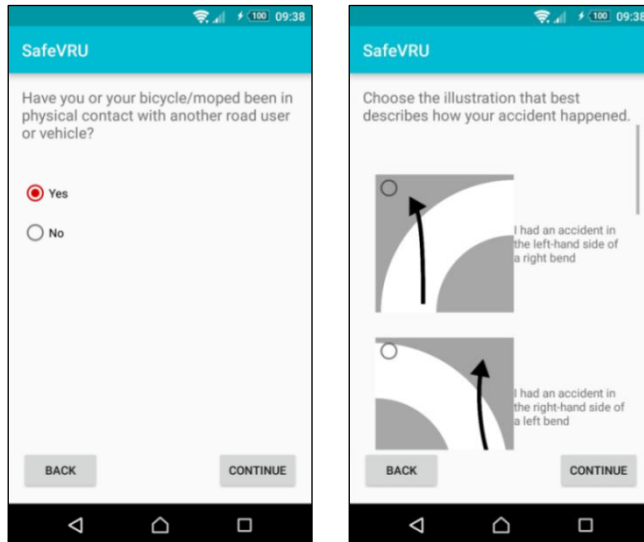 100 09:38
SafeVRU
Have you or your bicycle/moped been in
physical contact with another road user
or vehicle?
Yes
No
BACK
CONTINUE
100 09:38
SafeVRU
Choose the illustration that best
describes how your accident happened.
I had an accident in
the left-hand side of
a right bend
I had an accident in
the right-hand side of
a left bend
BACK
CONTINUE